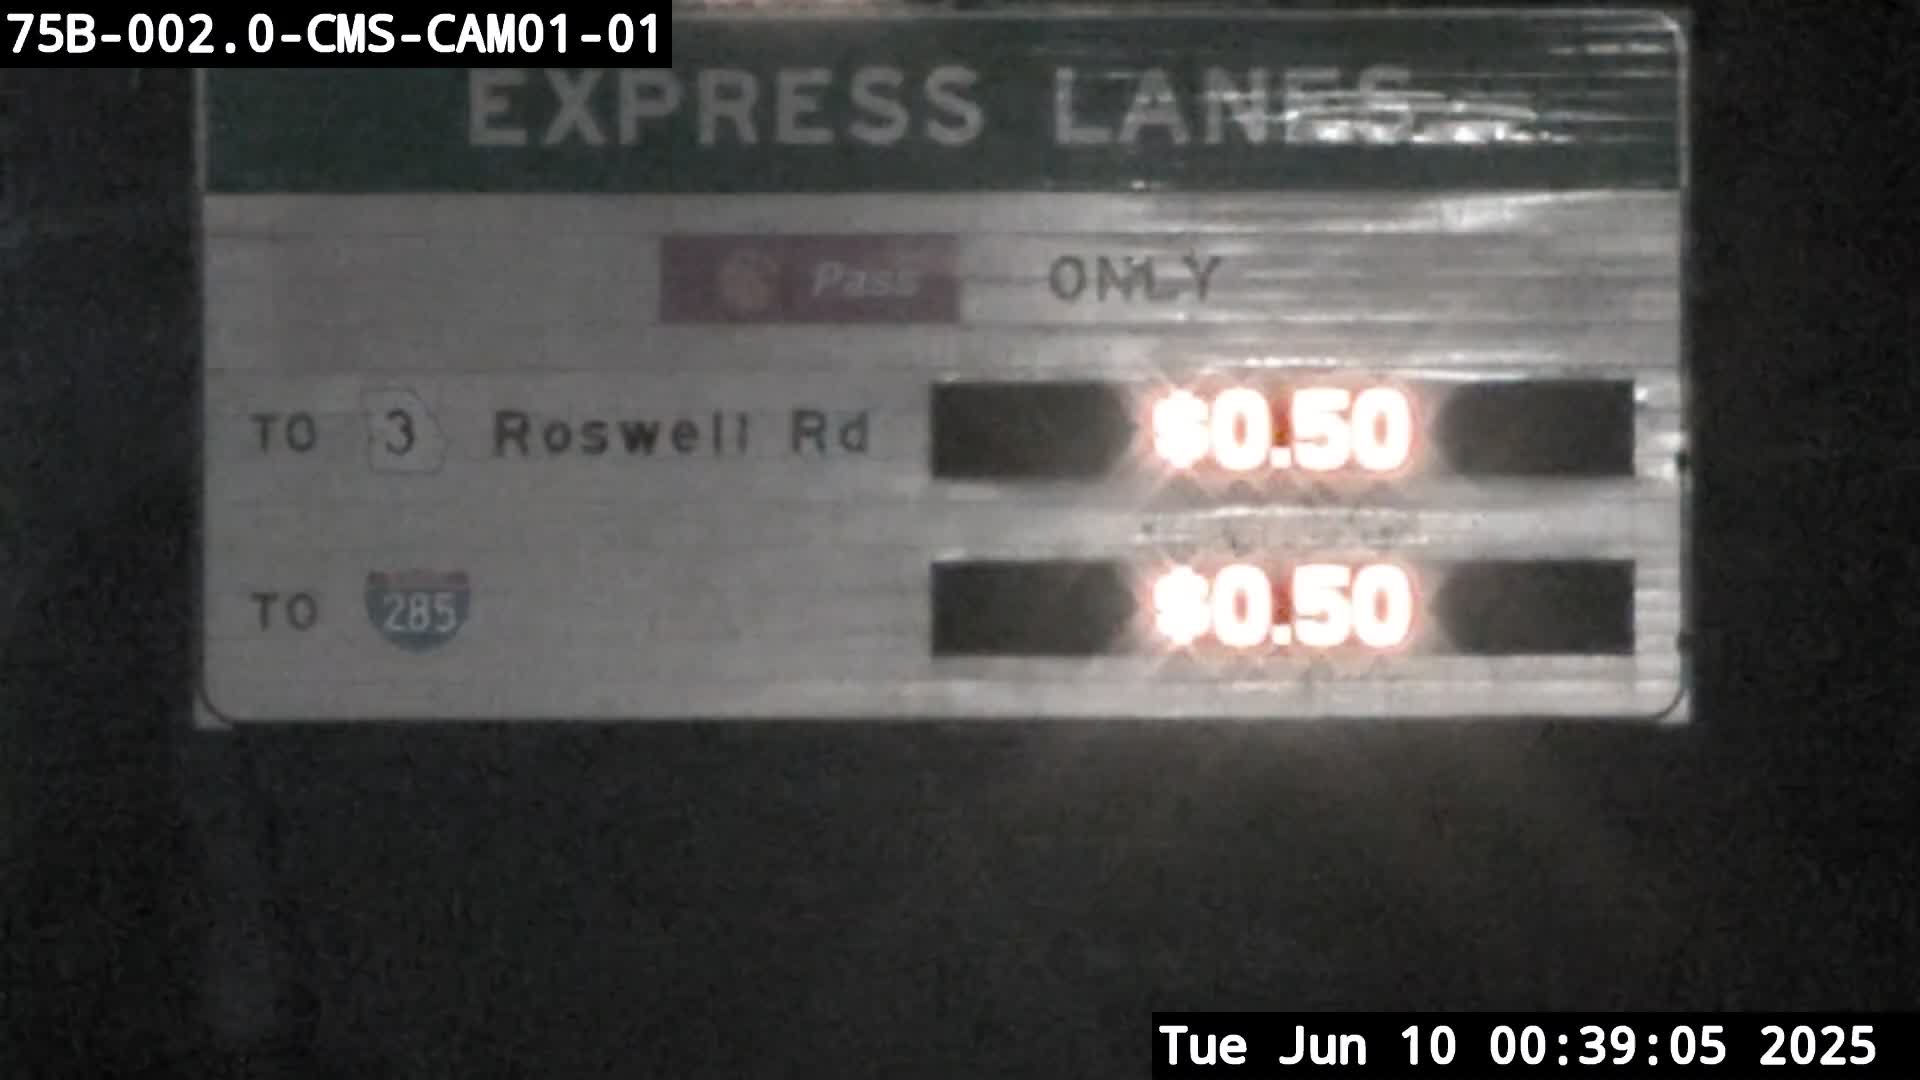 75B-002.0-CMS-CAM01-01
EXPRESS LANES
Pass ONLY
TO 3 Roswell Rd $0.50
TO 285 $0.50
Tue Jun 10 00:39:05 2025